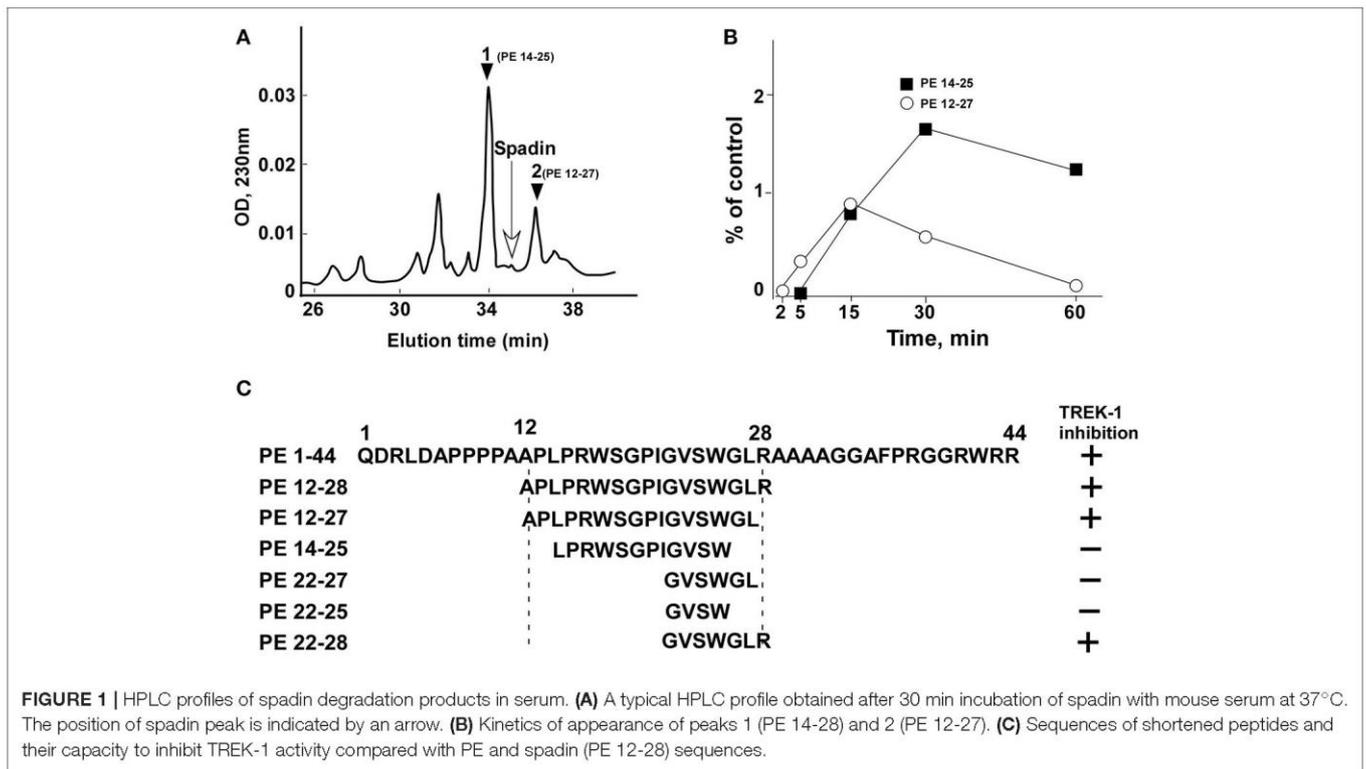 A
OD, 230nm
0.03
0.02
0.01
0
1 (PE 14-25)
Spadin
2(PE 12-27)
26 30 34 38
Elution time (min)
B
% of control
2
1
0
PE 14-25
PE 12-27
2 5 15 30 60
Time, min
C
TREK-1
inhibition
1 12 28 44
PE 1-44 QDRLDAPPPPAAPLPRWSGPIGVSWGLRAAAAGGAFPRGGRWRR +
PE 12-28 APLPRWSGPIGVSWGLR +
PE 12-27 APLPRWSGPIGVSWGL +
PE 14-25 LPRWSGPIGVSW −
PE 22-27 GVSWGL −
PE 22-25 GVSW −
PE 22-28 GVSWGLR +
FIGURE 1 | HPLC profiles of spadin degradation products in serum. (A) A typical HPLC profile obtained after 30 min incubation of spadin with mouse serum at 37°C.
The position of spadin peak is indicated by an arrow. (B) Kinetics of appearance of peaks 1 (PE 14-28) and 2 (PE 12-27). (C) Sequences of shortened peptides and
their capacity to inhibit TREK-1 activity compared with PE and spadin (PE 12-28) sequences.